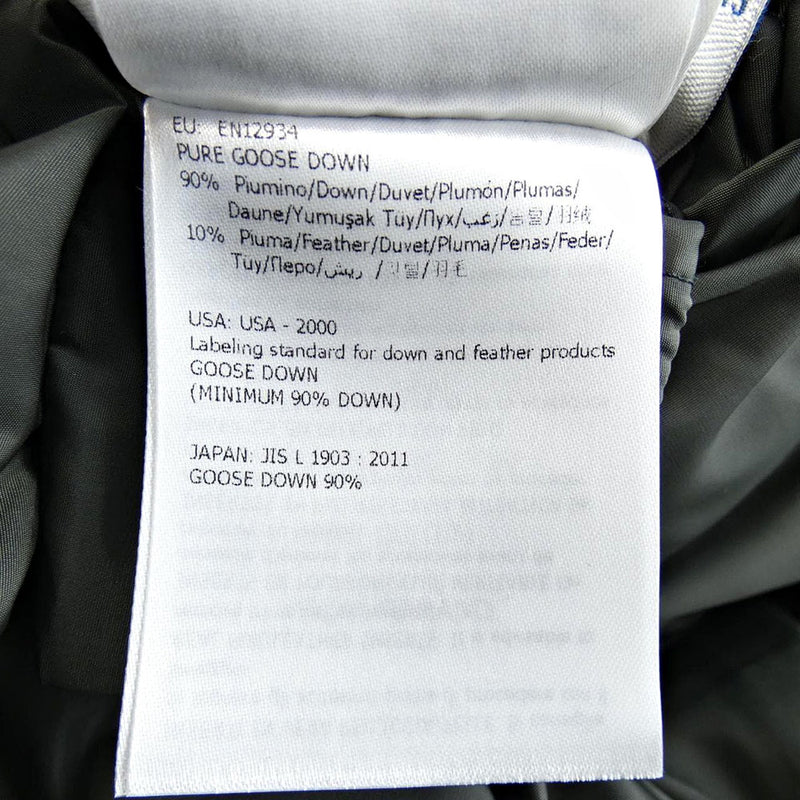 EU: EN12934
PURE GOOSE DOWN
90% Piumino/Down/Duvet/Plumón/Plumas/
Daune/Yumuşak Tüy/Пух/زغب/솜털/羽绒
10% Piuma/Feather/Duvet/Pluma/Penas/Feder/
Tüy/Перо/ريش /깃털/羽毛
USA: USA - 2000
Labeling standard for down and feather products
GOOSE DOWN
(MINIMUM 90% DOWN)
JAPAN: JIS L 1903 : 2011
GOOSE DOWN 90%